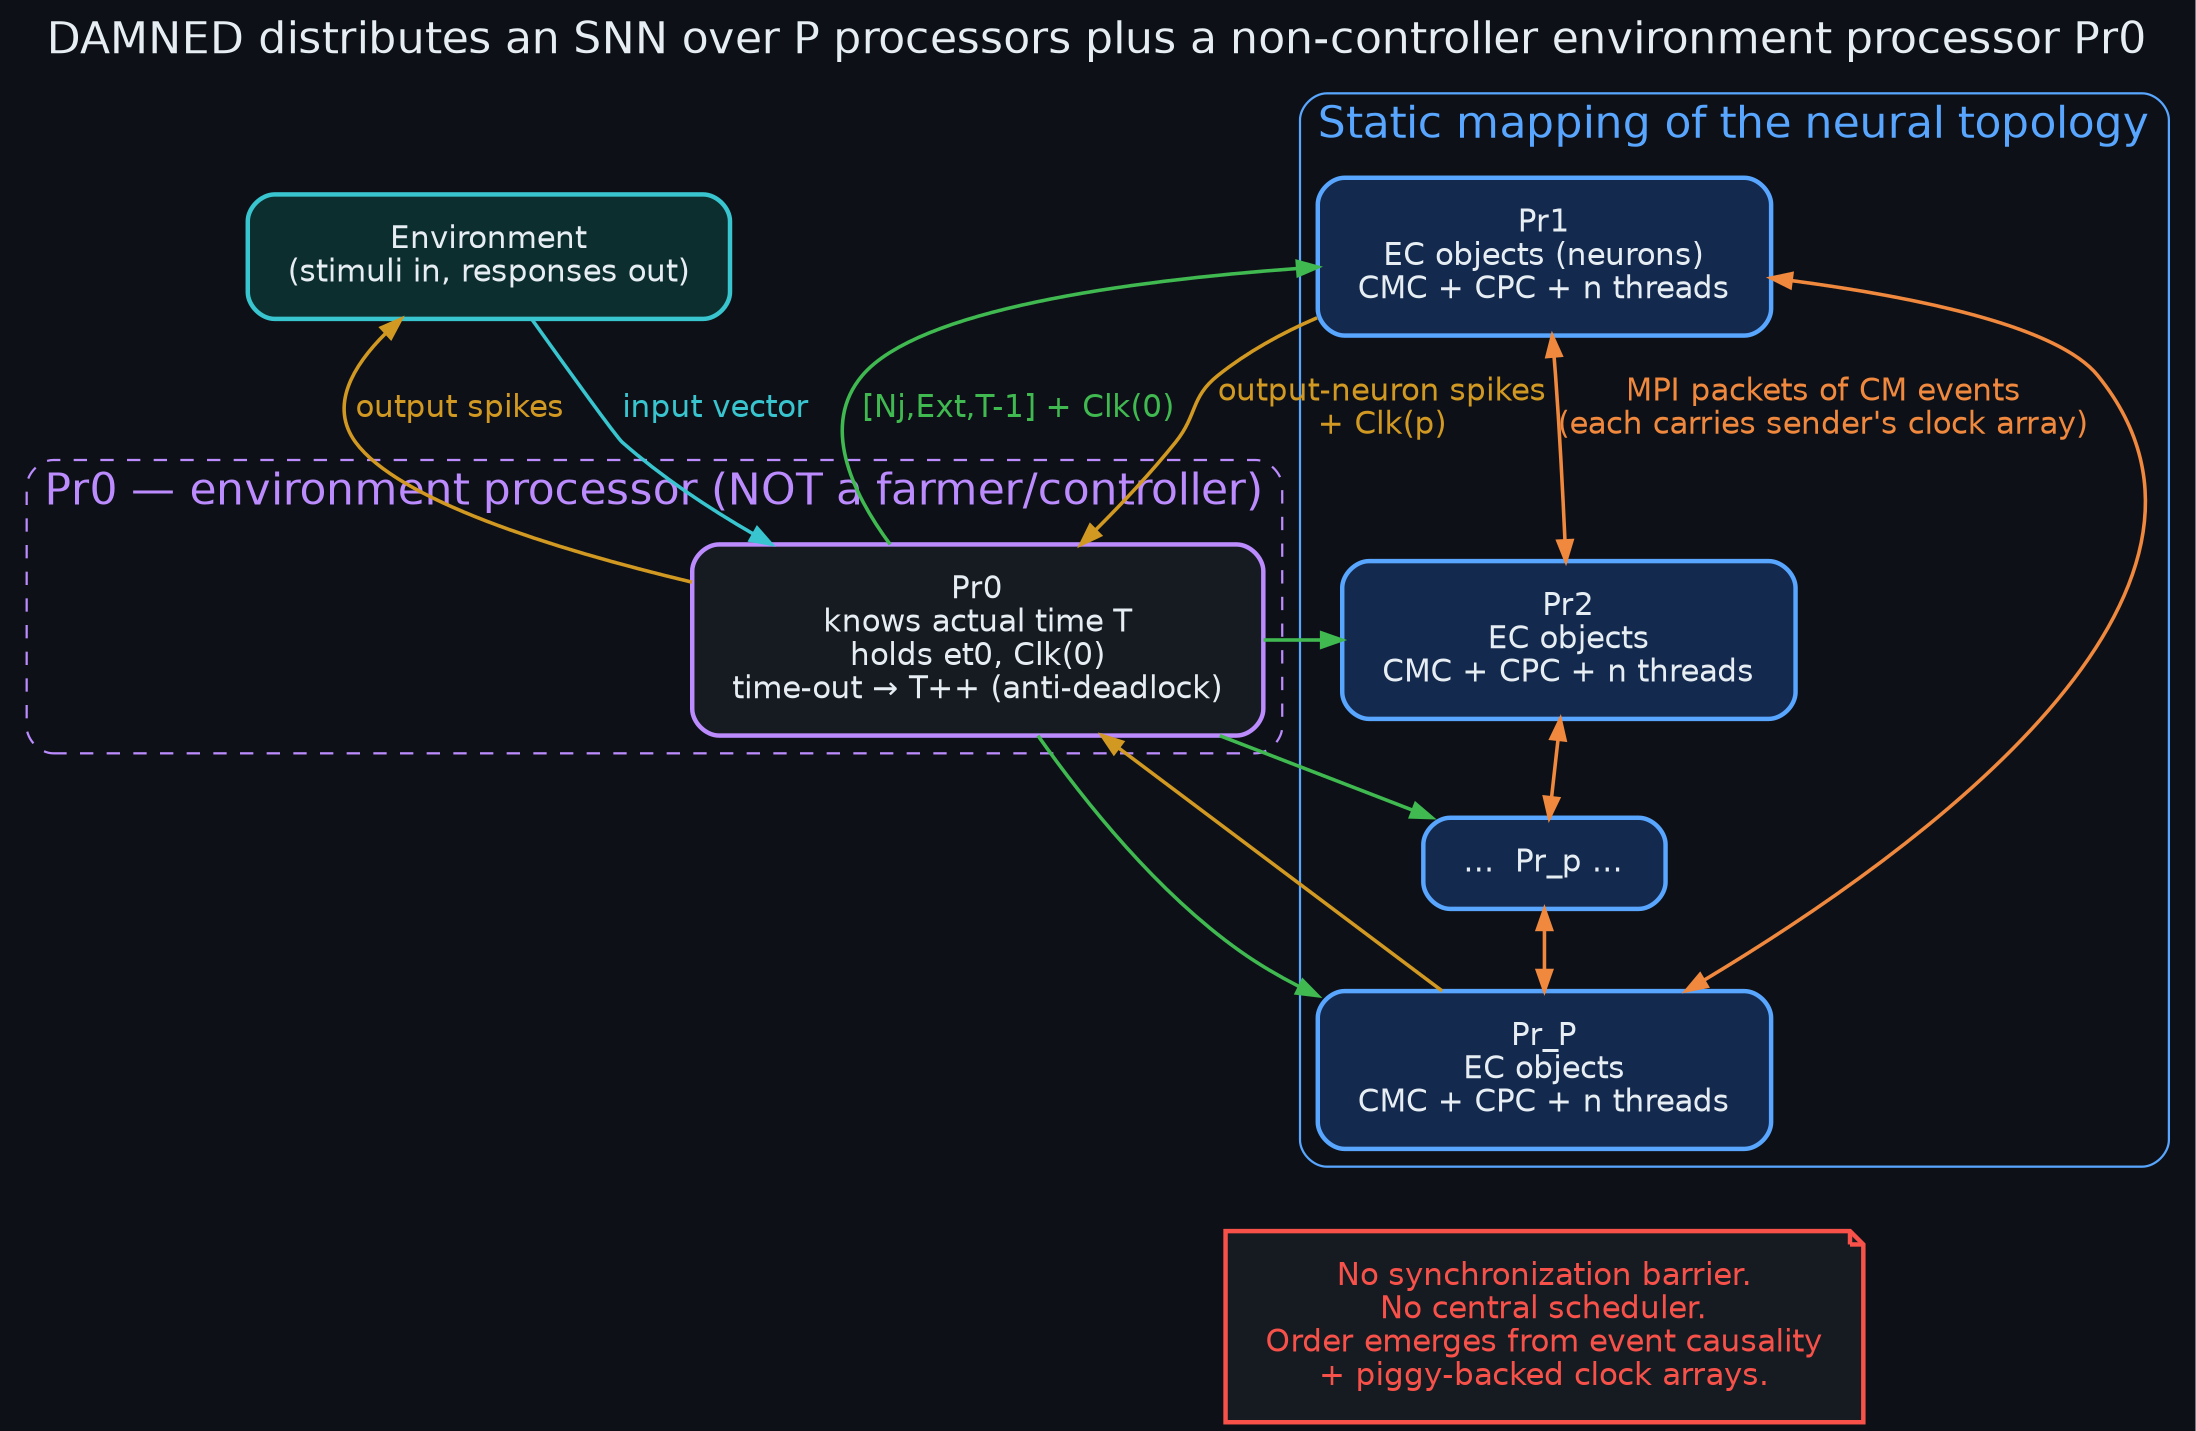 DAMNED distributes an SNN over P processors plus a non-controller environment processor Pr0
Static mapping of the neural topology
Pr1
EC objects (neurons)
CMC + CPC + n threads
Environment
(stimuli in, responses out)
output spikes
input vector
[Nj,Ext,T-1] + Clk(0)
output-neuron spikes
+ Clk(p)
MPI packets of CM events
(each carries sender's clock array)
Pr0 — environment processor (NOT a farmer/controller)
Pr0
knows actual time T
holds et0, Clk(0)
time-out → T++ (anti-deadlock)
Pr2
EC objects
CMC + CPC + n threads
... Pr_p ...
Pr_P
EC objects
CMC + CPC + n threads
No synchronization barrier.
No central scheduler.
Order emerges from event causality
+ piggy-backed clock arrays.